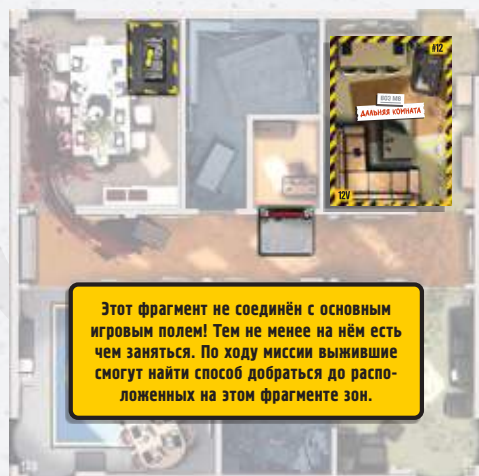 #12
ДАЛЬНЯЯ КОМНАТА
12V
Этот фрагмент не соединён с основным
игровым полем! Тем не менее на нём есть
чем заняться. По ходу миссии выжившие
смогут найти способ добраться до распо-
ложенных на этом фрагменте зон.